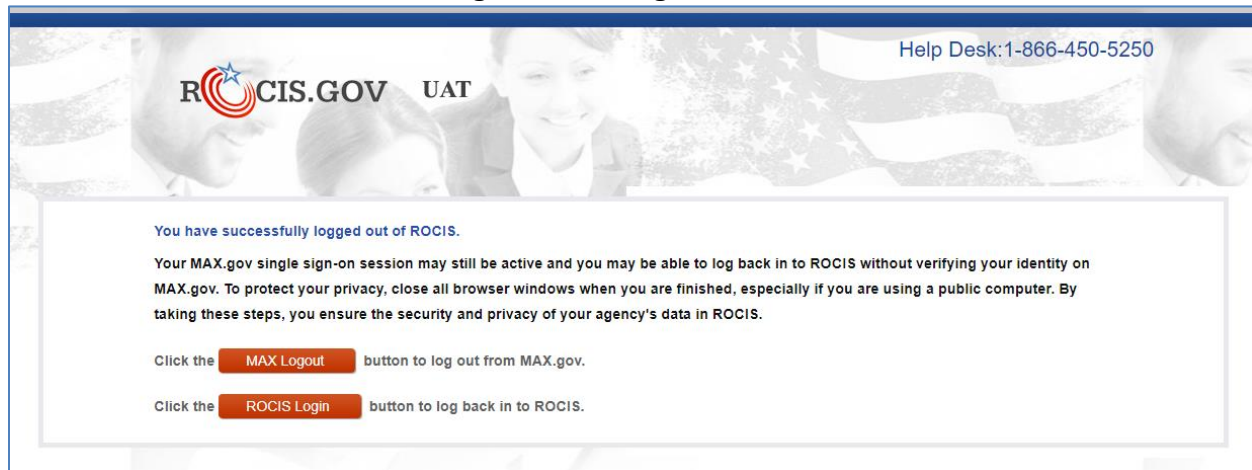 Help Desk:1-866-450-5250
ROCIS.GOV UAT
You have successfully logged out of ROCIS.
Your MAX.gov single sign-on session may still be active and you may be able to log back in to ROCIS without verifying your identity on
MAX.gov. To protect your privacy, close all browser windows when you are finished, especially if you are using a public computer. By
taking these steps, you ensure the security and privacy of your agency's data in ROCIS.
Click the MAX Logout button to log out from MAX.gov.
Click the ROCIS Login button to log back in to ROCIS.